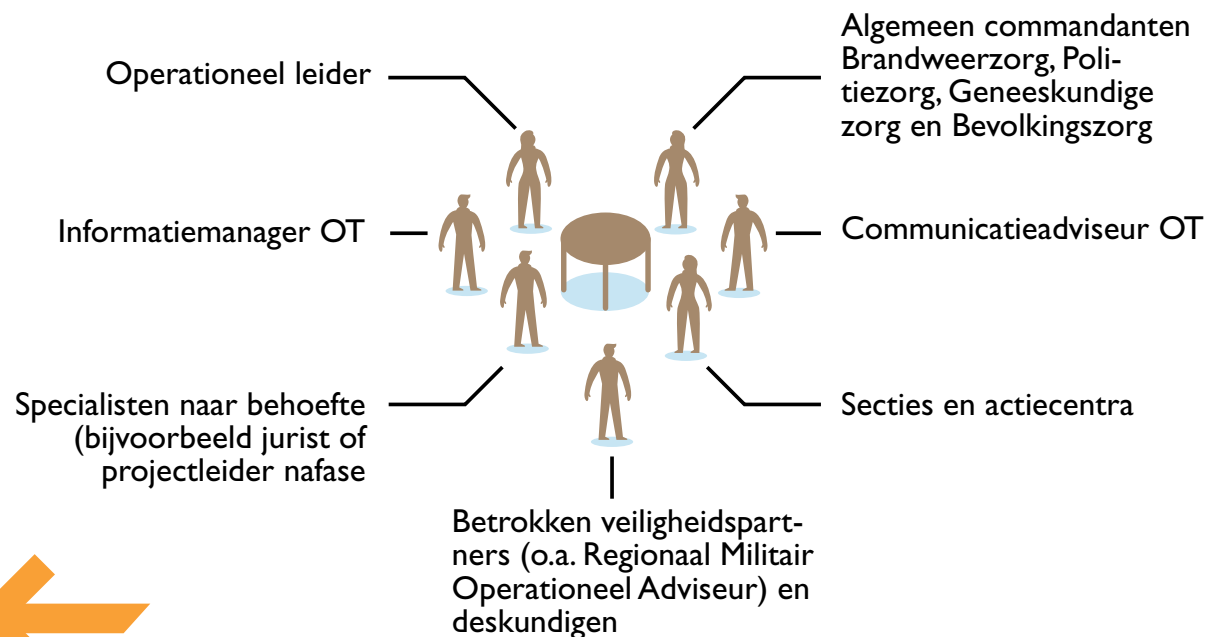 Operationeel leider
Algemeen commandanten
Brandweerzorg, Poli-
tiezorg, Geneeskundige
zorg en Bevolkingszorg
Informatiemanager OT
Communicatieadviseur OT
Specialisten naar behoefte
(bijvoorbeeld jurist of
projectleider nafase
Secties en actiecentra
Betrokken veiligheidspart-
ners (o.a. Regionaal Militair
Operationeel Adviseur) en
deskundigen